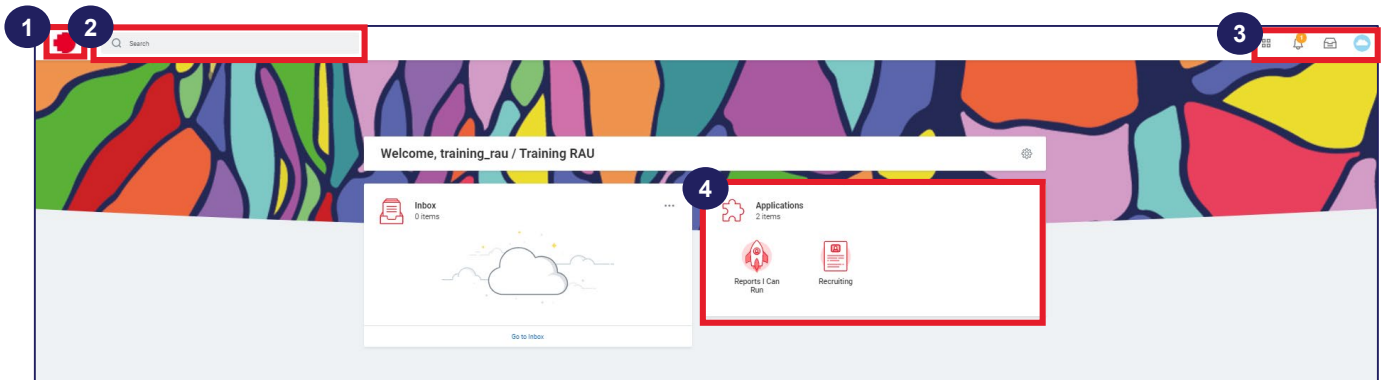 1
2
3
Search
Welcome, training_rau / Training RAU
4
Inbox
0 items
Applications
2 items
Reports I Can
Run
Recruiting
Go to Inbox